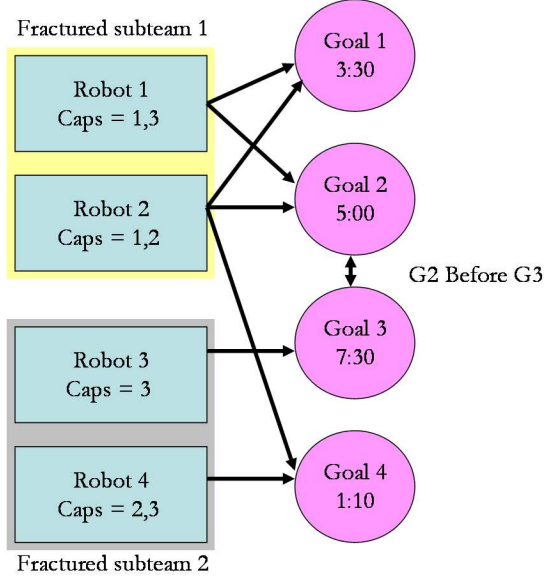 Fractured subteam 1
Robot 1
Caps = 1,3
Robot 2
Caps = 1,2
Robot 3
Caps = 3
Robot 4
Caps = 2,3
Fractured subteam 2
Goal 1
3:30
Goal 2
5:00
G2 Before G3
Goal 3
7:30
Goal 4
1:10